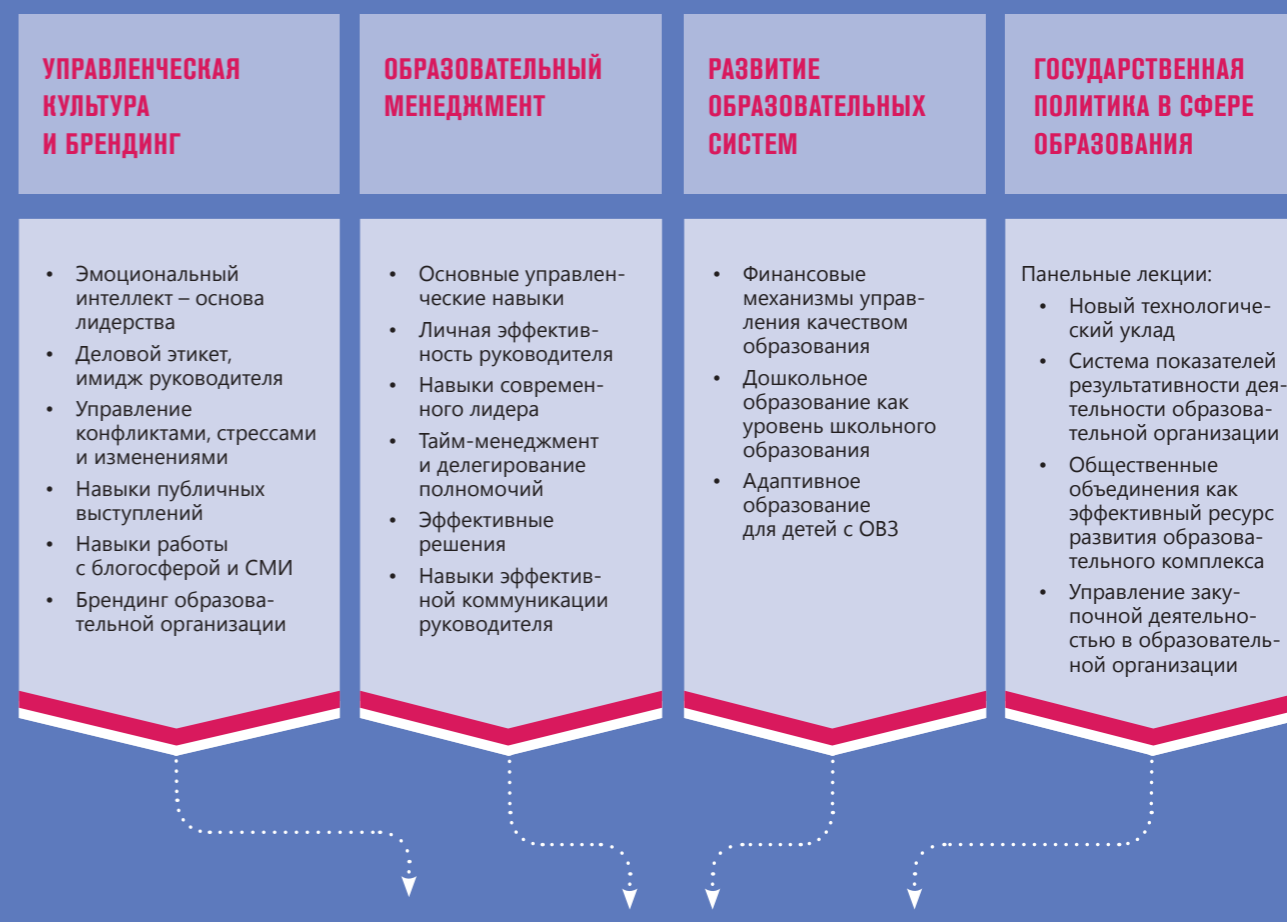 УПРАВЛЕНЧЕСКАЯ
КУЛЬТУРА
И БРЕНДИНГ
• Эмоциональный
интеллект – основа
лидерства
• Деловой этикет,
имидж руководителя
• Управление
конфликтами, стрессами
и изменениями
• Навыки публичных
выступлений
• Навыки работы
с блогосферой и СМИ
• Брендинг образова-
тельной организации
ОБРАЗОВАТЕЛЬНЫЙ
МЕНЕДЖМЕНТ
• Основные управлен-
ческие навыки
• Личная эффектив-
ность руководителя
• Навыки современ-
ного лидера
• Тайм-менеджмент
и делегирование
полномочий
• Эффективные
решения
• Навыки эффектив-
ной коммуникации
руководителя
РАЗВИТИЕ
ОБРАЗОВАТЕЛЬНЫХ
СИСТЕМ
• Финансовые
механизмы управ-
ления качеством
образования
• Дошкольное
образование как
уровень школьного
образования
• Адаптивное
образование
для детей с ОВЗ
ГОСУДАРСТВЕННАЯ
ПОЛИТИКА В СФЕРЕ
ОБРАЗОВАНИЯ
Панельные лекции:
• Новый технологиче-
ский уклад
• Система показателей
результативности дея-
тельности образова-
тельной организации
• Общественные
объединения как
эффективный ресурс
развития образова-
тельного комплекса
• Управление заку-
почной деятельно-
стью в образователь-
ной организации